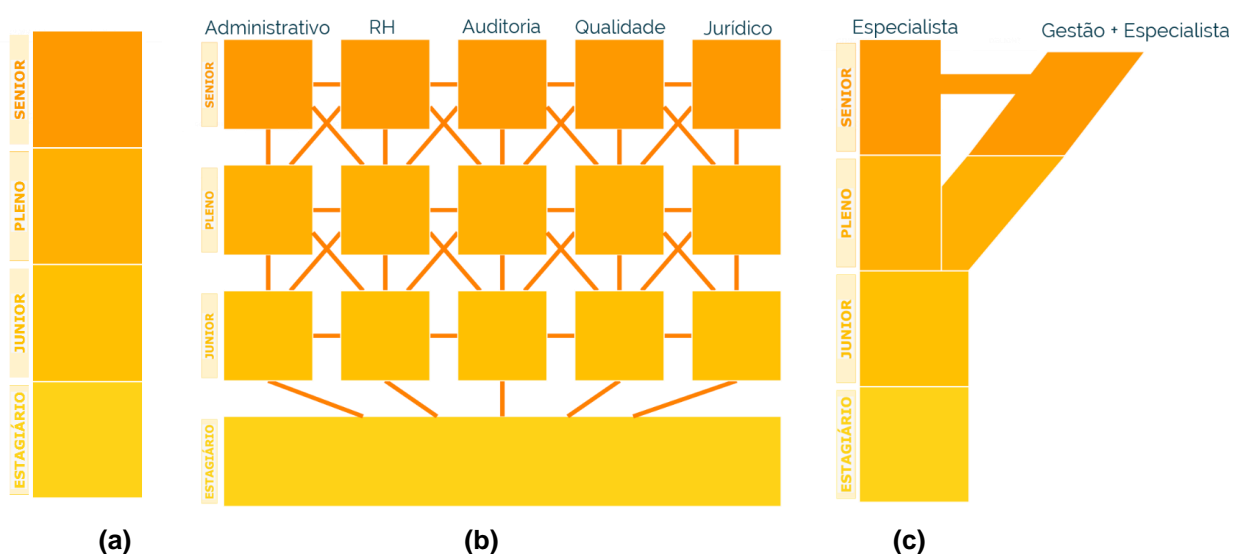 SENIOR
PLENO
JUNIOR
ESTAGIÁRIO
(a)
Administrativo RH Auditoria Qualidade Jurídico
SENIOR
PLENO
JUNIOR
ESTAGIÁRIO
(b)
Especialista Gestão + Especialista
SENIOR
PLENO
JUNIOR
ESTAGIÁRIO
(c)